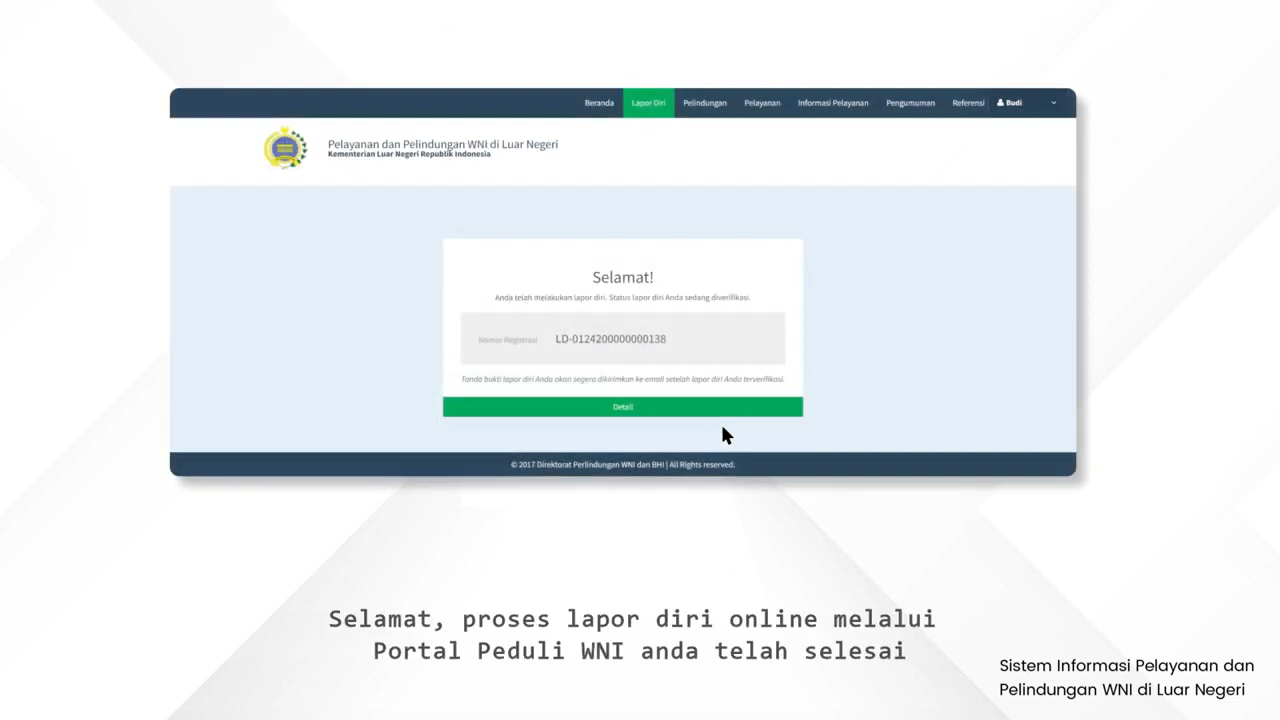 Beranda Lapor Diri Pelindungan Pelayanan Informasi Pelayanan Pengumuman Referensi Budi
Pelayanan dan Pelindungan WNI di Luar Negeri
Kementerian Luar Negeri Republik Indonesia
Selamat!
Anda telah melakukan lapor diri. Status lapor diri Anda sedang diverifikasi.
Nomor Registrasi LD-0124200000000138
Tanda bukti lapor diri Anda akan segera dikirimkan ke email setelah lapor diri Anda terverifikasi.
Detail
© 2017 Direktorat Perlindungan WNI dan BHI | All Rights reserved.
Selamat, proses lapor diri online melalui
Portal Peduli WNI anda telah selesai
Sistem Informasi Pelayanan dan
Pelindungan WNI di Luar Negeri